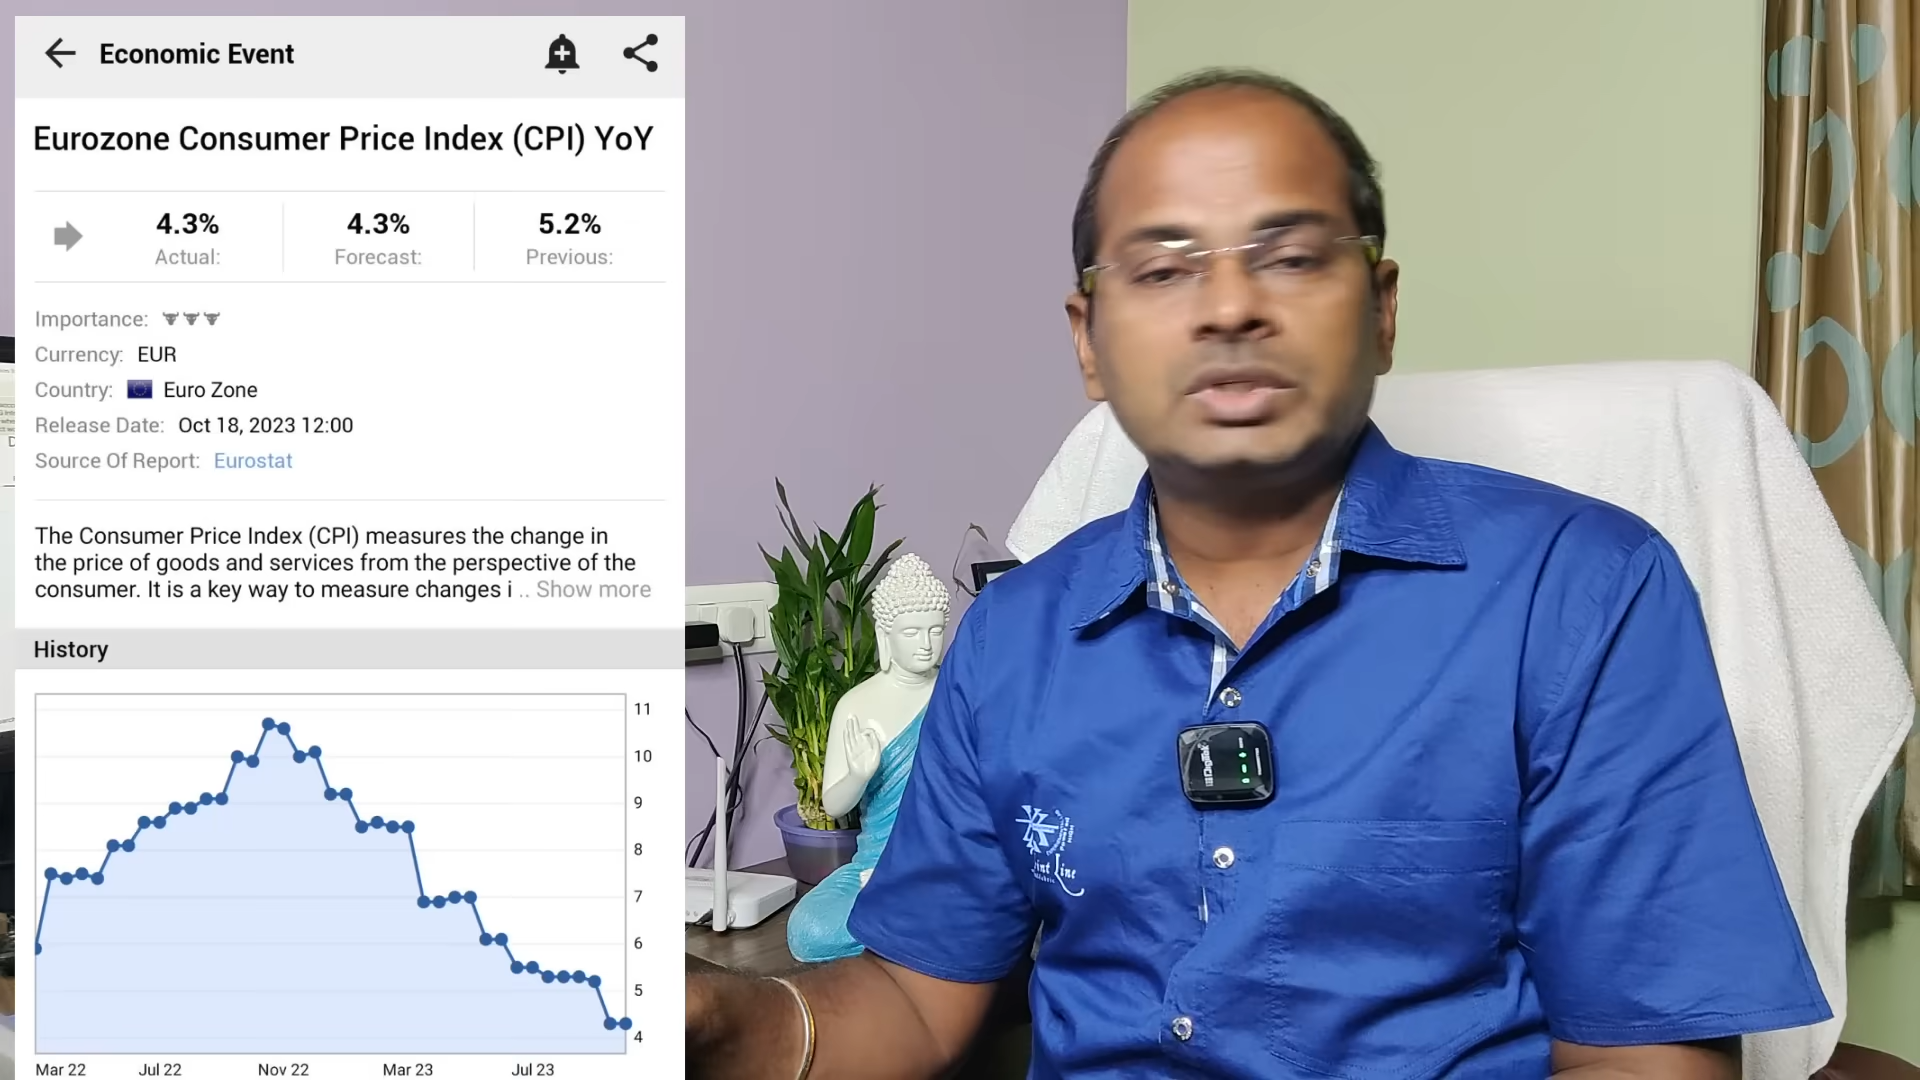 Economic Event
Eurozone Consumer Price Index (CPI) YoY
4.3% 4.3% 5.2%
Actual: Forecast: Previous:
Importance:
Currency: EUR
Country: Euro Zone
Release Date: Oct 18, 2023 12:00
Source Of Report: Eurostat
The Consumer Price Index (CPI) measures the change in
the price of goods and services from the perspective of the
consumer. It is a key way to measure changes i .. Show more
History
11
10
9
8
7
6
5
4
Mar 22 Jul 22 Nov 22 Mar 23 Jul 23
Digitek
Line